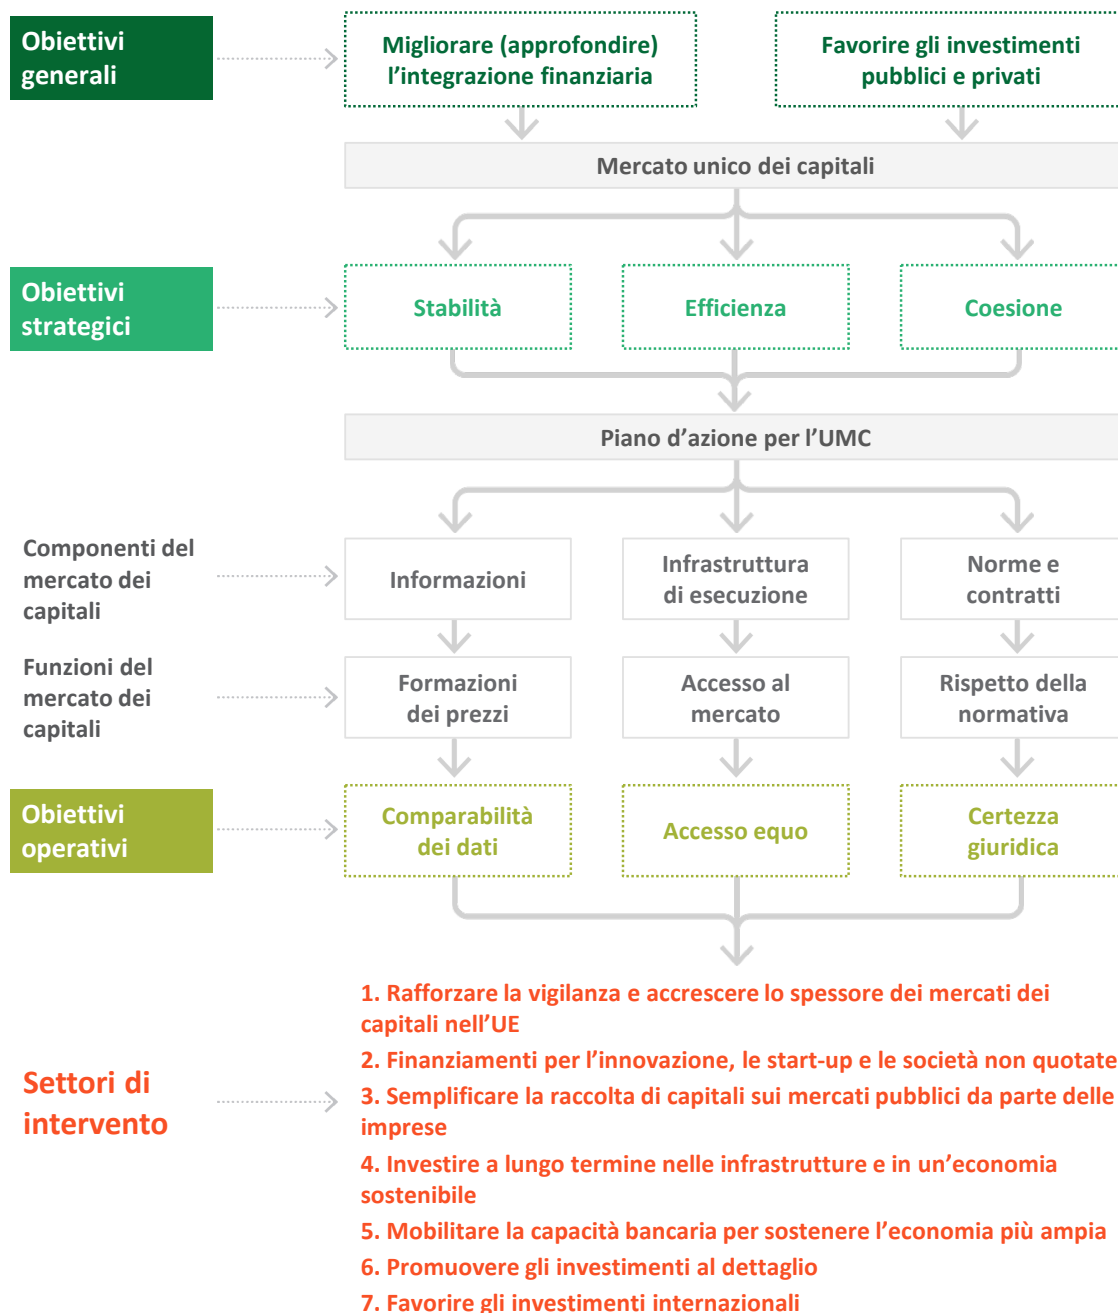 Obiettivi
generali
Migliorare (approfondire)
l'integrazione finanziaria
Favorire gli investimenti
pubblici e privati
Mercato unico dei capitali
Obiettivi
strategici
Stabilità
Efficienza
Coesione
Piano d'azione per l'UMC
Componenti del
mercato dei
capitali
Informazioni
Infrastruttura
di esecuzione
Norme e
contratti
Funzioni del
mercato dei
capitali
Formazioni
dei prezzi
Accesso al
mercato
Rispetto della
normativa
Obiettivi
operativi
Comparabilità
dei dati
Accesso equo
Certezza
giuridica
Settori di
intervento
1. Rafforzare la vigilanza e accrescere lo spessore dei mercati dei
capitali nell'UE
2. Finanziamenti per l'innovazione, le start-up e le società non quotate
3. Semplificare la raccolta di capitali sui mercati pubblici da parte delle
imprese
4. Investire a lungo termine nelle infrastrutture e in un'economia
sostenibile
5. Mobilitare la capacità bancaria per sostenere l'economia più ampia
6. Promuovere gli investimenti al dettaglio
7. Favorire gli investimenti internazionali